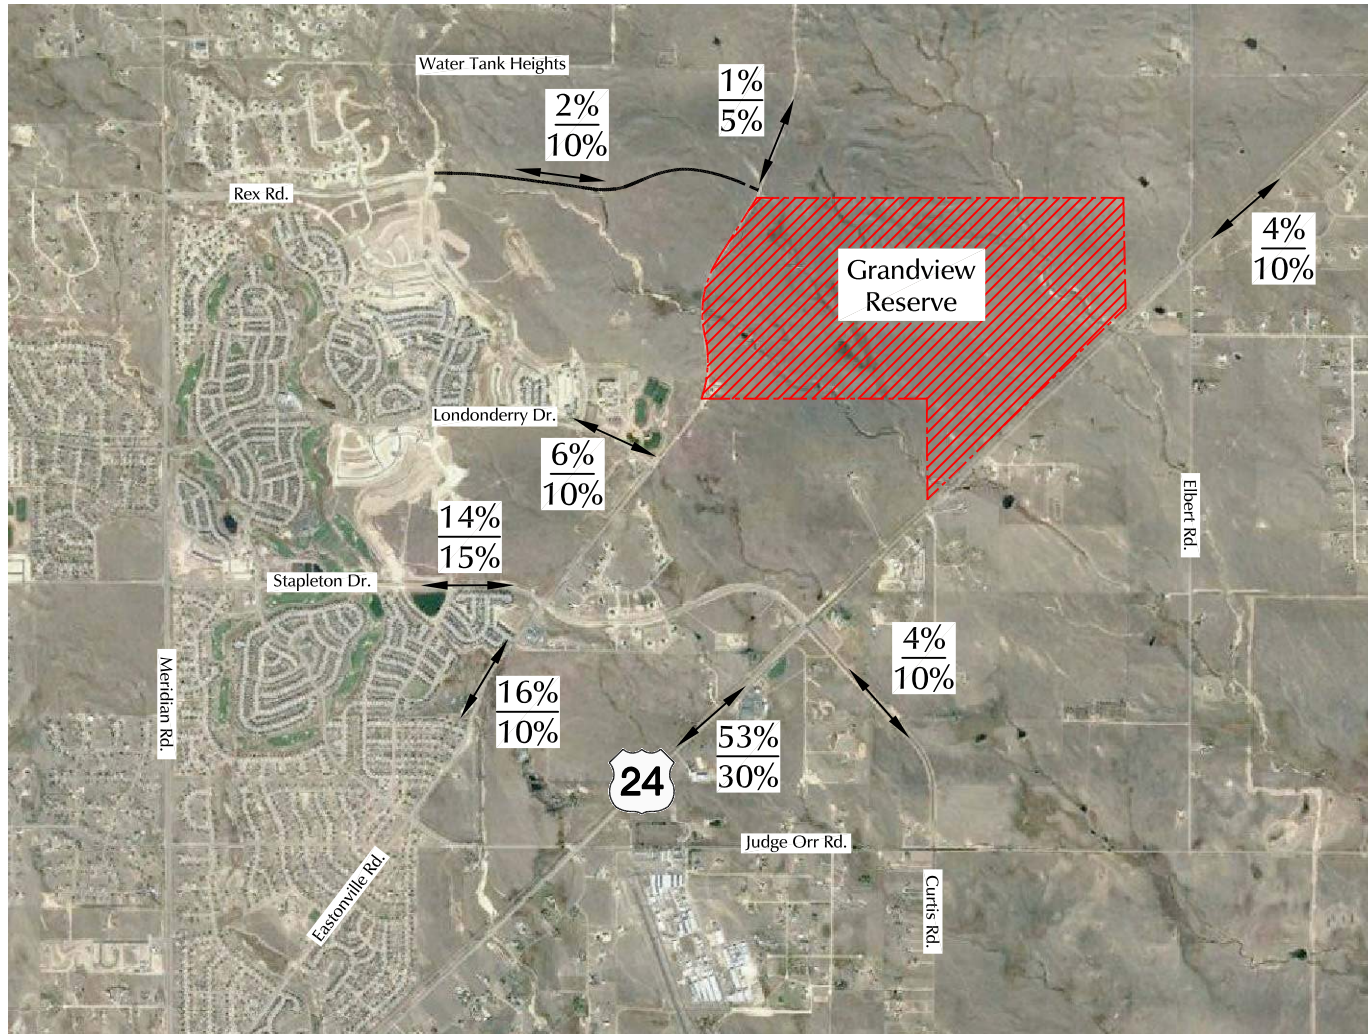 Water Tank Heights
1%
5%
2%
10%
Rex Rd.
4%
10%
Grandview
Reserve
Londonderry Dr.
6%
10%
Elbert Rd.
14%
15%
Stapleton Dr.
4%
10%
Meridian Rd.
16%
10%
53%
30%
24
Judge Orr Rd.
Eastonville Rd.
Curtis Rd.